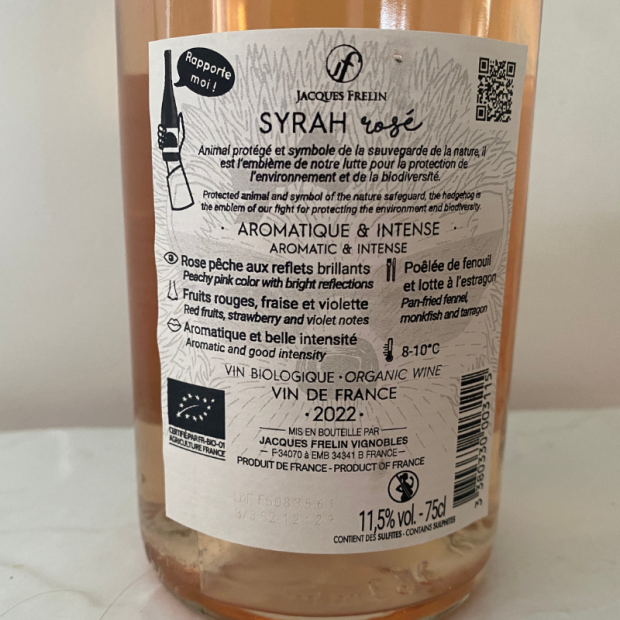 Rapporte
moi !
JACQUES FRELIN
SYRAH rosé
Animal protégé et symbole de la sauvegarde de la nature, il
est l'emblème de notre lutte pour la protection de
l'environnement et de la biodiversité.
Protected animal and symbol of the nature safeguard, the hedgehog is
the emblem of our fight for protecting the environment and biodiversity.
· AROMATIQUE & INTENSE ·
AROMATIC & INTENSE
Rose pêche aux reflets brillants
Peachy pink color with bright reflections
Fruits rouges, fraise et violette
Red fruits, strawberry and violet notes
Aromatique et belle intensité
Aromatic and good intensity
Poêlée de fenouil
et lotte à l'estragon
Pan-fried fennel,
monkfish and tarragon
8-10°C
VIN BIOLOGIQUE · ORGANIC WINE
VIN DE FRANCE
· 2022 ·
MIS EN BOUTEILLE PAR
JACQUES FRELIN VIGNOBLES
F34070 à EMB 34341 B FRANCE
PRODUIT DE FRANCE - PRODUCT OF FRANCE
CERTIFIÉ PAR FR-BIO-01
AGRICULTURE FRANCE
11,5% vol. - 75cl
CONTIENT DES SULFITES - CONTAINS SULPHITES
3 380330 003115